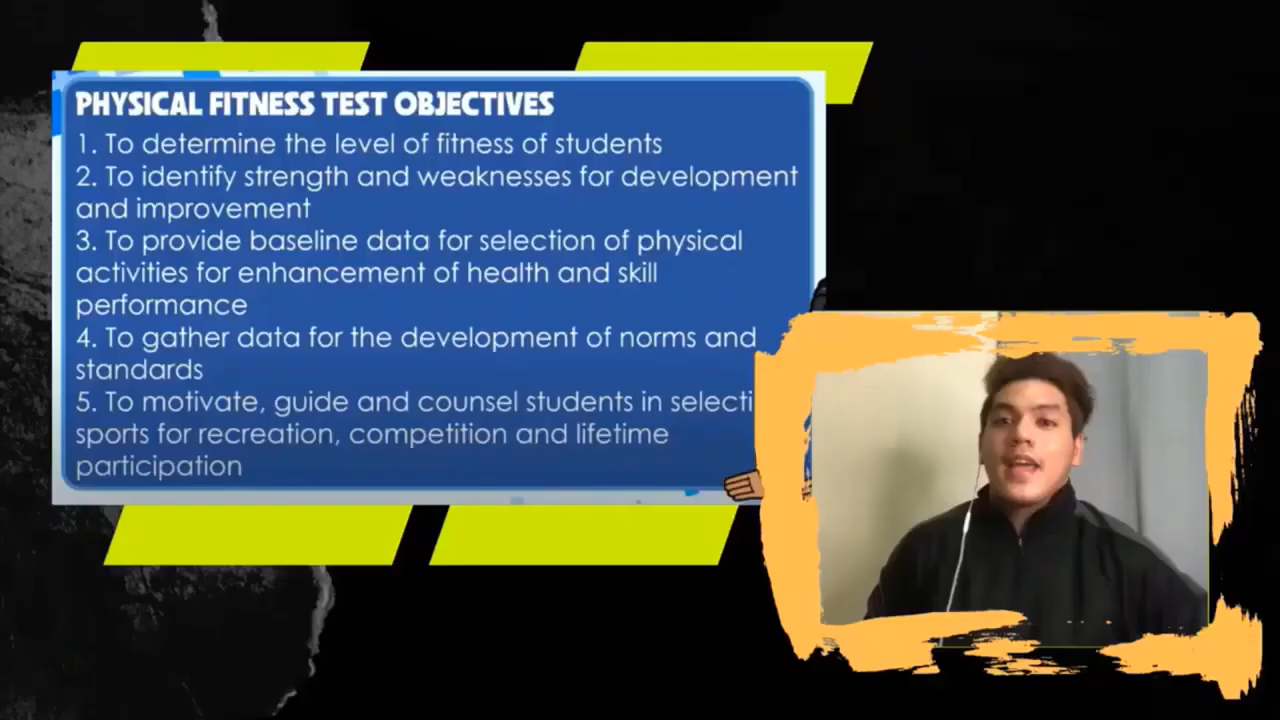 PHYSICAL FITNESS TEST OBJECTIVES
1. To determine the level of fitness of students
2. To identify strength and weaknesses for development
and improvement
3. To provide baseline data for selection of physical
activities for enhancement of health and skill
performance
4. To gather data for the development of norms and
standards
5. To motivate, guide and counsel students in selecti
sports for recreation, competition and lifetime
participation